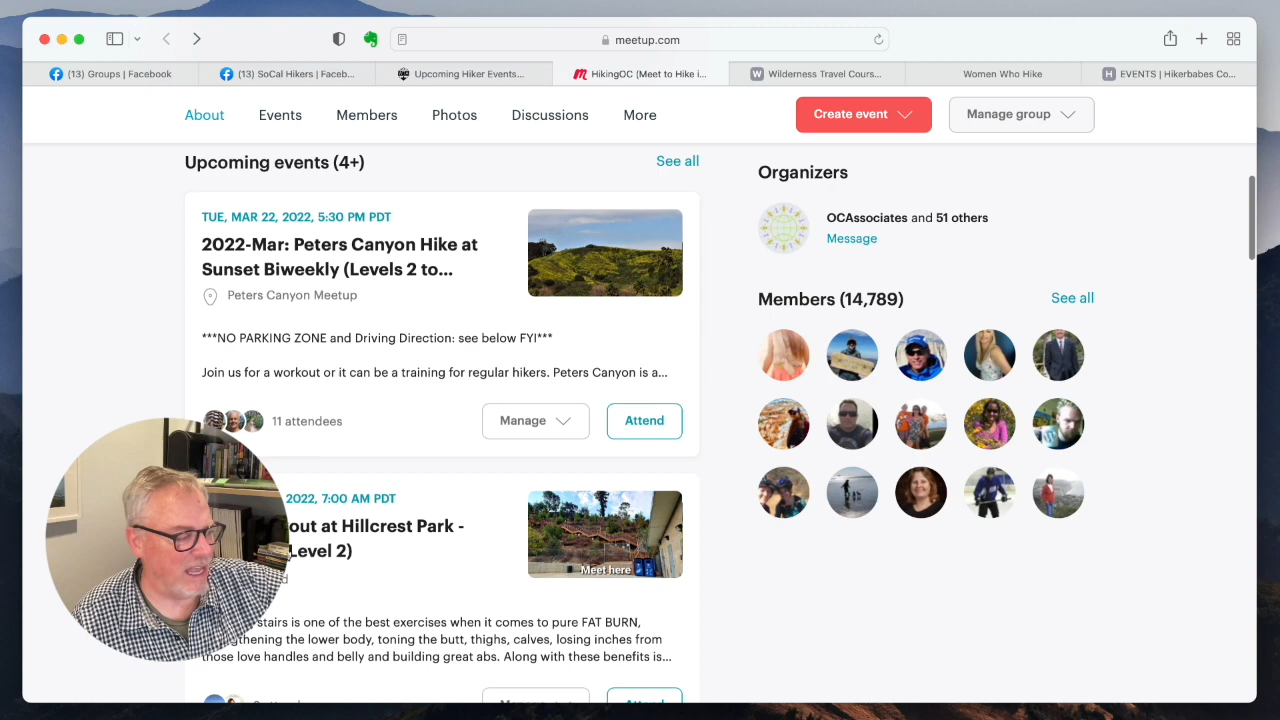 meetup.com
(13) Groups | Facebook
(13) SoCal Hikers | Faceb...
Upcoming Hiker Events...
HikingOC (Meet to Hike i...
Wilderness Travel Cours...
Women Who Hike
EVENTS | Hikerbabes Co...
About
Events
Members
Photos
Discussions
More
Create event
Manage group
Upcoming events (4+)
See all
TUE, MAR 22, 2022, 5:30 PM PDT
2022-Mar: Peters Canyon Hike at
Sunset Biweekly (Levels 2 to...
Peters Canyon Meetup
***NO PARKING ZONE and Driving Direction: see below FYI***
Join us for a workout or it can be a training for regular hikers. Peters Canyon is a...
11 attendees
Manage
Attend
2022, 7:00 AM PDT
out at Hillcrest Park -
Level 2)
Meet here
stairs is one of the best exercises when it comes to pure FAT BURN,
gthening the lower body, toning the butt, thighs, calves, losing inches from
those love handles and belly and building great abs. Along with these benefits is...
Attend
Organizers
OCAssociates and 51 others
Message
Members (14,789)
See all